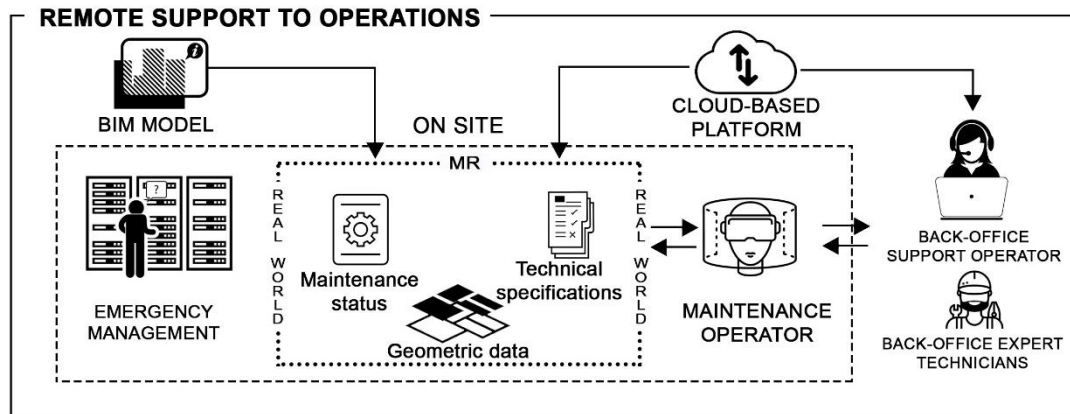 REMOTE SUPPORT TO OPERATIONS
i
BIM MODEL
CLOUD-BASED
PLATFORM
ON SITE
MR
?
REAL WORLD
REAL WORLD
Maintenance
status
Technical
specifications
Geometric data
EMERGENCY
MANAGEMENT
MAINTENANCE
OPERATOR
BACK-OFFICE
SUPPORT OPERATOR
BACK-OFFICE EXPERT
TECHNICIANS